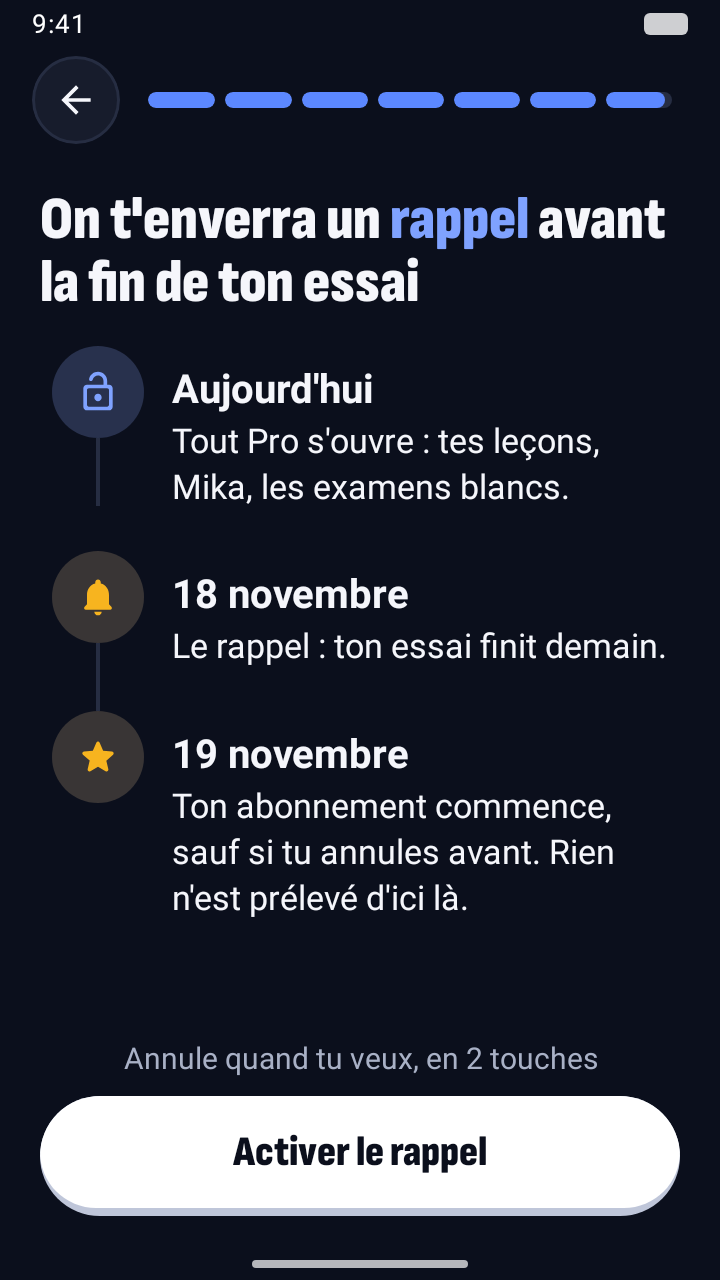 9:41
On t'enverra un rappel avant
la fin de ton essai
Aujourd'hui
Tout Pro s'ouvre : tes leçons,
Mika, les examens blancs.
18 novembre
Le rappel : ton essai finit demain.
19 novembre
Ton abonnement commence,
sauf si tu annules avant. Rien
n'est prélevé d'ici là.
Annule quand tu veux, en 2 touches
Activer le rappel